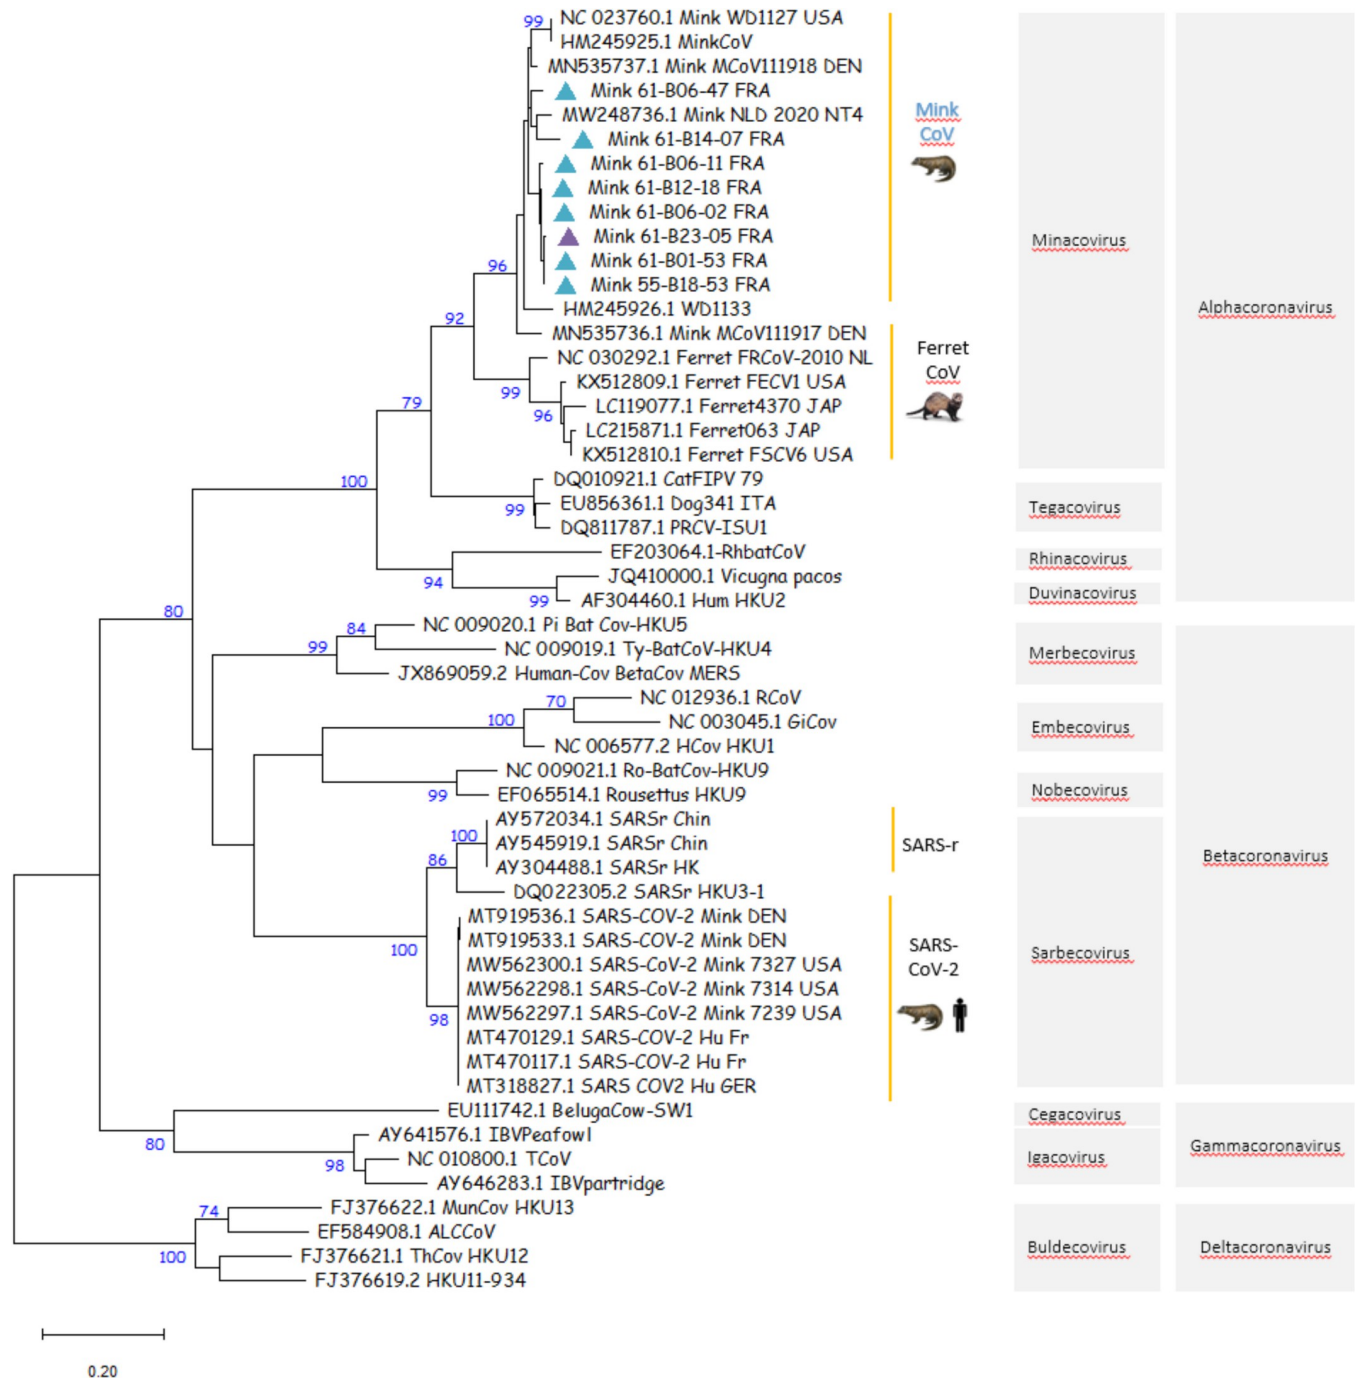 99
NC 023760.1 Mink WD1127 USA
HM245925.1 MinkCoV
MN535737.1 Mink MCoV111918 DEN
Mink 61-B06-47 FRA
MW248736.1 Mink NLD 2020 NT4
Mink 61-B14-07 FRA
Mink 61-B06-11 FRA
Mink 61-B12-18 FRA
Mink 61-B06-02 FRA
Mink 61-B23-05 FRA
Mink 61-B01-53 FRA
Mink 55-B18-53 FRA
96
HM245926.1 WD1133
MN535736.1 Mink MCoV111917 DEN
92
NC 030292.1 Ferret FRCoV-2010 NL
KX512809.1 Ferret FECV1 USA
99
LC119077.1 Ferret4370 JAP
96
LC215871.1 Ferret063 JAP
KX512810.1 Ferret FSCV6 USA
79
DQ010921.1 CatFIPV 79
EU856361.1 Dog341 ITA
99
DQ811787.1 PRCV-ISU1
100
EF203064.1-RhbatCoV
94
JQ410000.1 Vicugna pacos
99
AF304460.1 Hum HKU2
80
NC 009020.1 Pi Bat Cov-HKU5
84
NC 009019.1 Ty-BatCoV-HKU4
99
JX869059.2 Human-Cov BetaCov MERS
NC 012936.1 RCoV
70
NC 003045.1 GiCov
100
NC 006577.2 HCov HKU1
NC 009021.1 Ro-BatCov-HKU9
99
EF065514.1 Rousettus HKU9
AY572034.1 SARSr Chin
100
AY545919.1 SARSr Chin
86
AY304488.1 SARSr HK
DQ022305.2 SARSr HKU3-1
100
MT919536.1 SARS-COV-2 Mink DEN
MT919533.1 SARS-COV-2 Mink DEN
MW562300.1 SARS-CoV-2 Mink 7327 USA
MW562298.1 SARS-CoV-2 Mink 7314 USA
98
MW562297.1 SARS-CoV-2 Mink 7239 USA
MT470129.1 SARS-COV-2 Hu Fr
MT470117.1 SARS-COV-2 Hu Fr
MT318827.1 SARS COV2 Hu GER
EU111742.1 BelugaCow-SW1
80
AY641576.1 IBVPeafowl
98
NC 010800.1 TCoV
AY646283.1 IBVpartridge
74
FJ376622.1 MunCov HKU13
EF584908.1 ALCCoV
100
FJ376621.1 ThCov HKU12
FJ376619.2 HKU11-934
0.20
Mink
CoV
Ferret
CoV
SARS-r
SARS-
CoV-2
Minacovirus
Tegacovirus
Rhinacovirus
Duvinacovirus
Merbecovirus
Embecovirus
Nobecovirus
Sarbecovirus
Cegacovirus
Igacovirus
Buldecovirus
Alphacoronavirus
Betacoronavirus
Gammacoronavirus
Deltacoronavirus